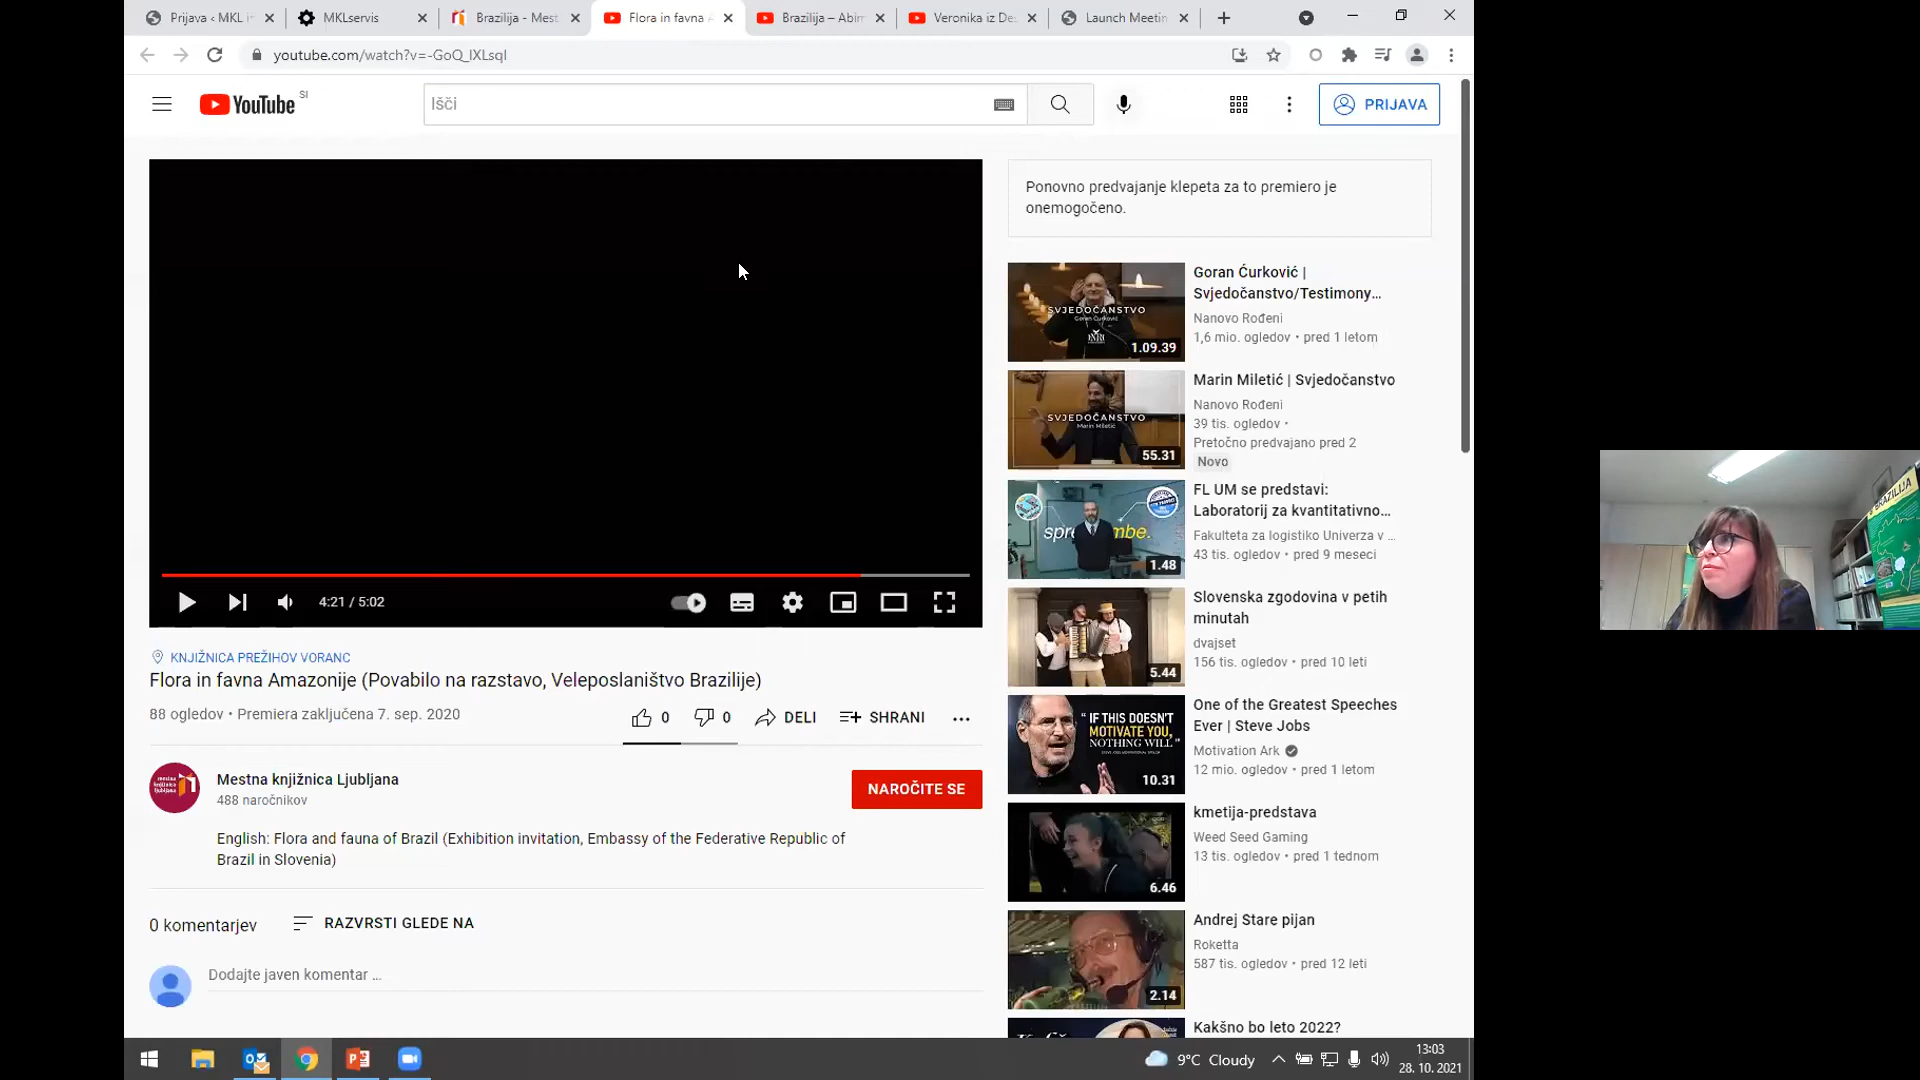 Prijava ‹ MKL i
MKLservis
Brazilija - Mest
Flora in favna
Brazilija – Abi
Veronika iz De
Launch Meetin
youtube.com/watch?v=-GoQ_lXLsqI
YouTube SI
Išči
PRIJAVA
4:21 / 5:02
KNJIŽNICA PREŽIHOV VORANC
Flora in favna Amazonije (Povabilo na razstavo, Veleposlaništvo Brazilije)
88 ogledov • Premiera zaključena 7. sep. 2020
0
0
DELI
SHRANI
mestna knjižnica ljubljana
Mestna knjižnica Ljubljana
488 naročnikov
NAROČITE SE
English: Flora and fauna of Brazil (Exhibition invitation, Embassy of the Federative Republic of
Brazil in Slovenia)
0 komentarjev
RAZVRSTI GLEDE NA
Dodajte javen komentar ...
Ponovno predvajanje klepeta za to premiero je
onemogočeno.
SVJEDOČANSTVO
Goran Ćurković
1.09.39
Goran Ćurković |
Svjedočanstvo/Testimony...
Nanovo Rođeni
1,6 mio. ogledov • pred 1 letom
SVJEDOČANSTVO
Marin Miletić
55.31
Marin Miletić | Svjedočanstvo
Nanovo Rođeni
39 tis. ogledov •
Pretočno predvajano pred 2
Novo
1.48
FL UM se predstavi:
Laboratorij za kvantitativno...
Fakulteta za logistiko Univerza v ...
43 tis. ogledov • pred 9 meseci
5.44
Slovenska zgodovina v petih
minutah
dvajset
156 tis. ogledov • pred 10 leti
" IF THIS DOESN'T
MOTIVATE YOU,
NOTHING WILL "
10.31
One of the Greatest Speeches
Ever | Steve Jobs
Motivation Ark
12 mio. ogledov • pred 1 letom
6.46
kmetija-predstava
Weed Seed Gaming
13 tis. ogledov • pred 1 tednom
2.14
Andrej Stare pijan
Roketta
587 tis. ogledov • pred 12 leti
Kakšno bo leto 2022?
BRAZILIJA
9°C Cloudy
13:03
28. 10. 2021